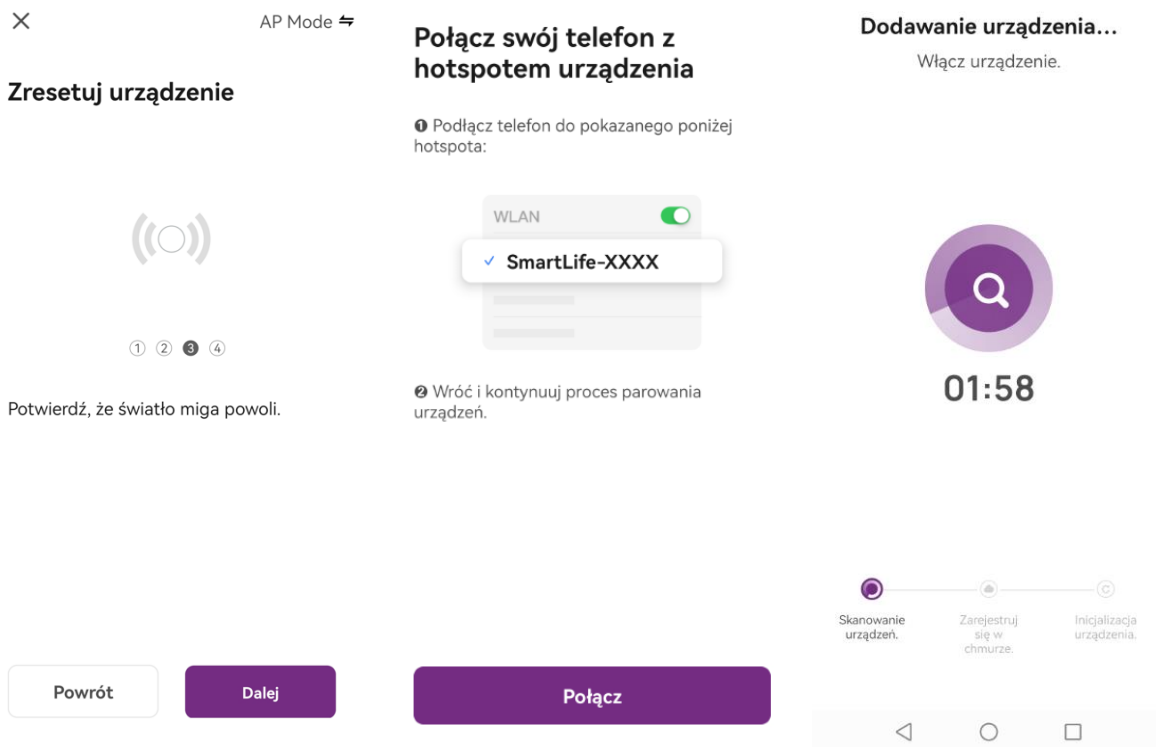 AP Mode ⇋
Zresetuj urządzenie
1 2 3 4
Potwierdź, że światło miga powoli.
Powrót
Dalej
Połącz swój telefon z
hotspotem urządzenia
❶ Podłącz telefon do pokazanego poniżej
hotspota:
WLAN
SmartLife-XXXX
❷ Wróć i kontynuuj proces parowania
urządzeń.
Połącz
Dodawanie urządzenia...
Włącz urządzenie.
01:58
Skanowanie
urządzeń.
Zarejestruj
się w
chmurze.
Inicjalizacja
urządzenia.